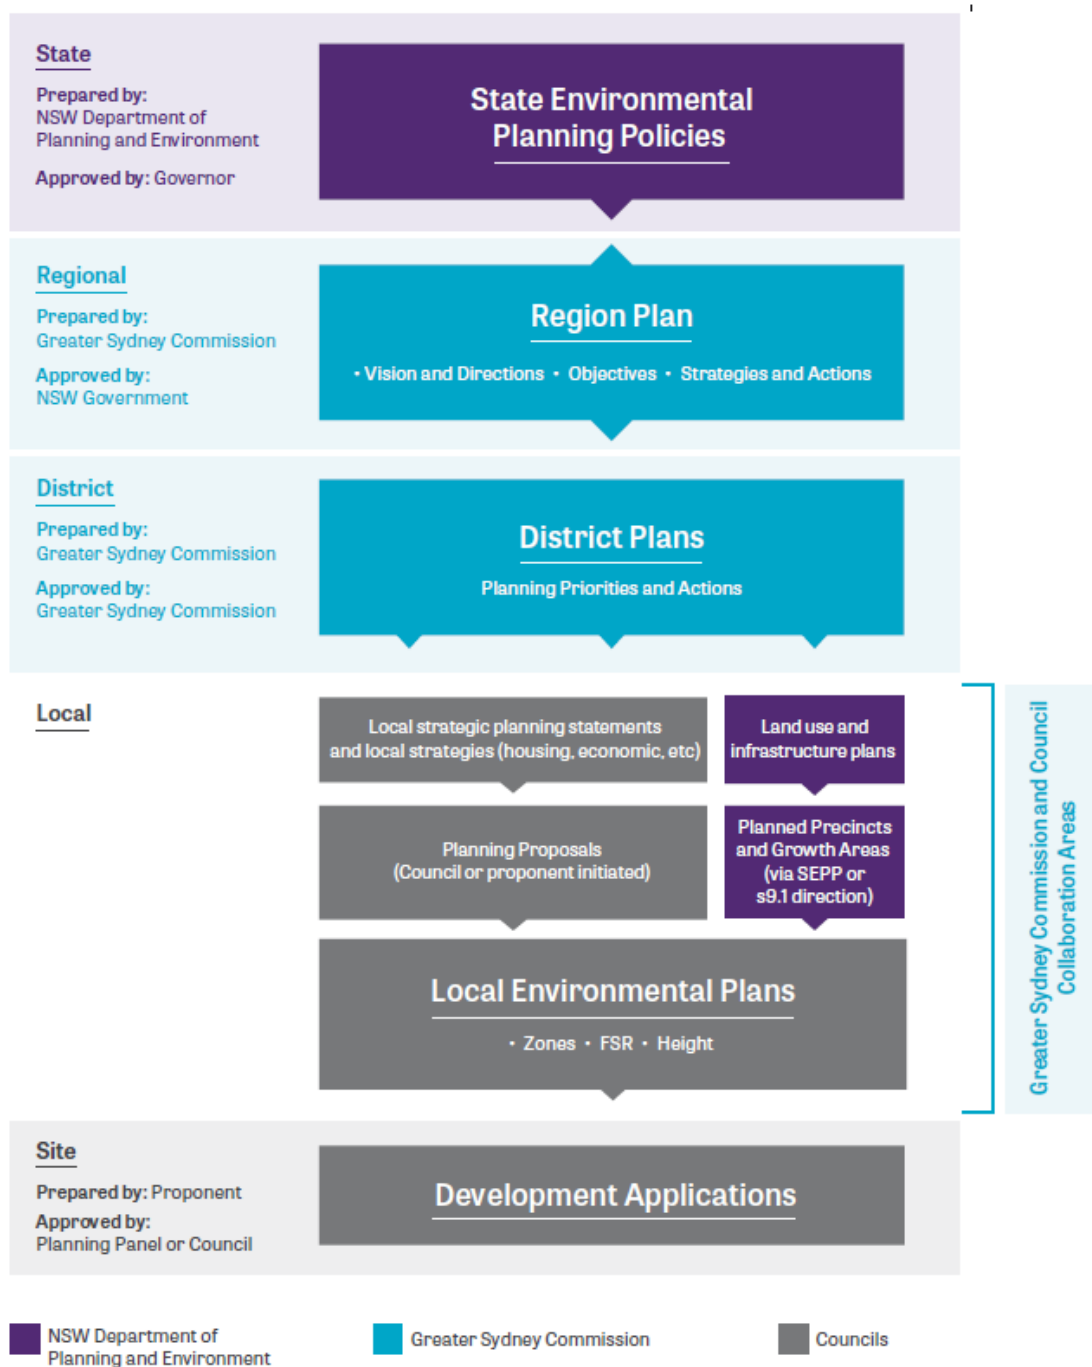 State
Prepared by:
NSW Department of
Planning and Environment
Approved by: Governor
State Environmental
Planning Policies
Regional
Prepared by:
Greater Sydney Commission
Approved by:
NSW Government
Region Plan
• Vision and Directions • Objectives • Strategies and Actions
District
Prepared by:
Greater Sydney Commission
Approved by:
Greater Sydney Commission
District Plans
Planning Priorities and Actions
Local
Local strategic planning statements
and local strategies (housing, economic, etc)
Land use and
infrastructure plans
Planning Proposals
(Council or proponent initiated)
Planned Precincts
and Growth Areas
(via SEPP or
s9.1 direction)
Local Environmental Plans
• Zones • FSR • Height
Greater Sydney Commission and Council
Collaboration Areas
Site
Prepared by: Proponent
Approved by:
Planning Panel or Council
Development Applications
NSW Department of
Planning and Environment
Greater Sydney Commission
Councils